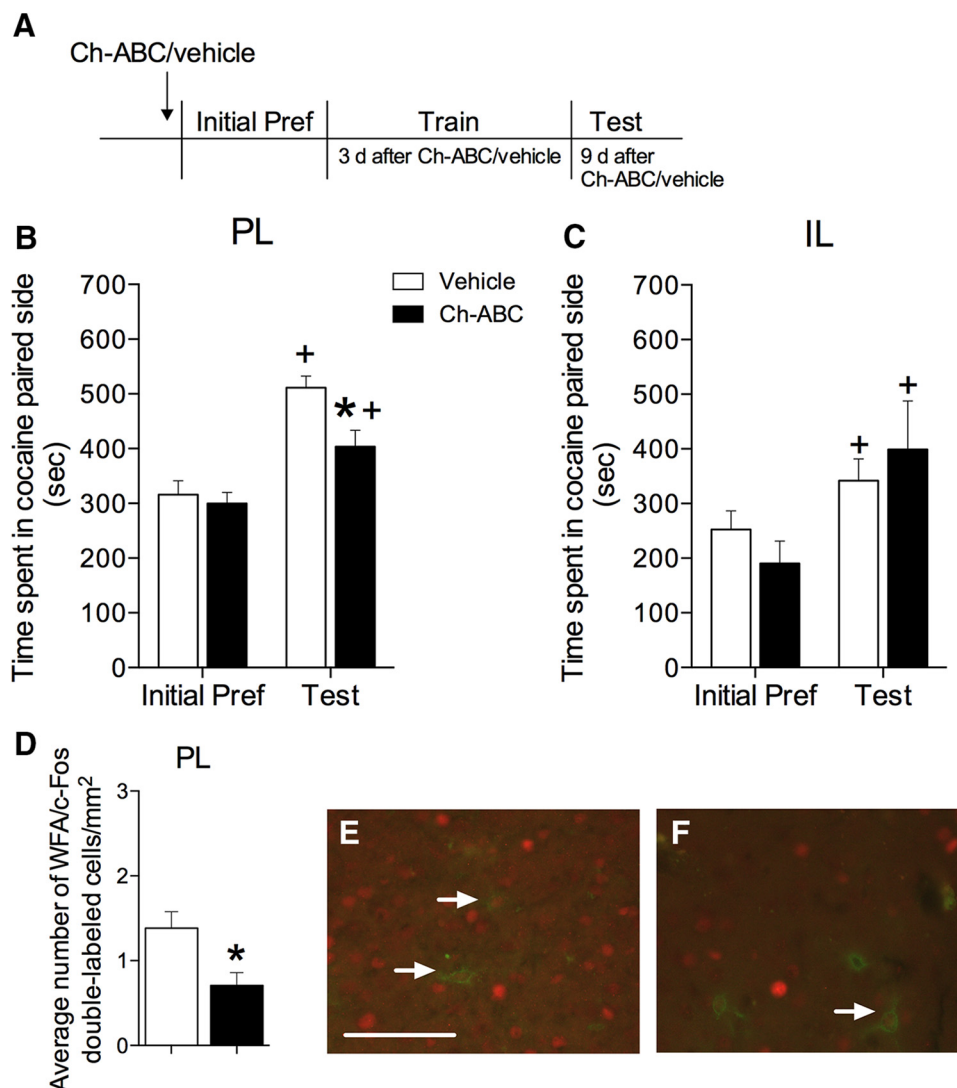 A
Ch-ABC/vehicle
Initial Pref
Train
Test
3 d after Ch-ABC/vehicle
9 d after
Ch-ABC/vehicle
B
PL
Time spent in cocaine paired side
(sec)
700
600
500
400
300
200
100
0
+
*+
Initial Pref
Test
Vehicle
Ch-ABC
C
IL
Time spent in cocaine paired side
(sec)
700
600
500
400
300
200
100
0
+
+
Initial Pref
Test
D
PL
Average number of WFA/c-Fos
double-labeled cells/mm²
3
2
1
0
*
E
F